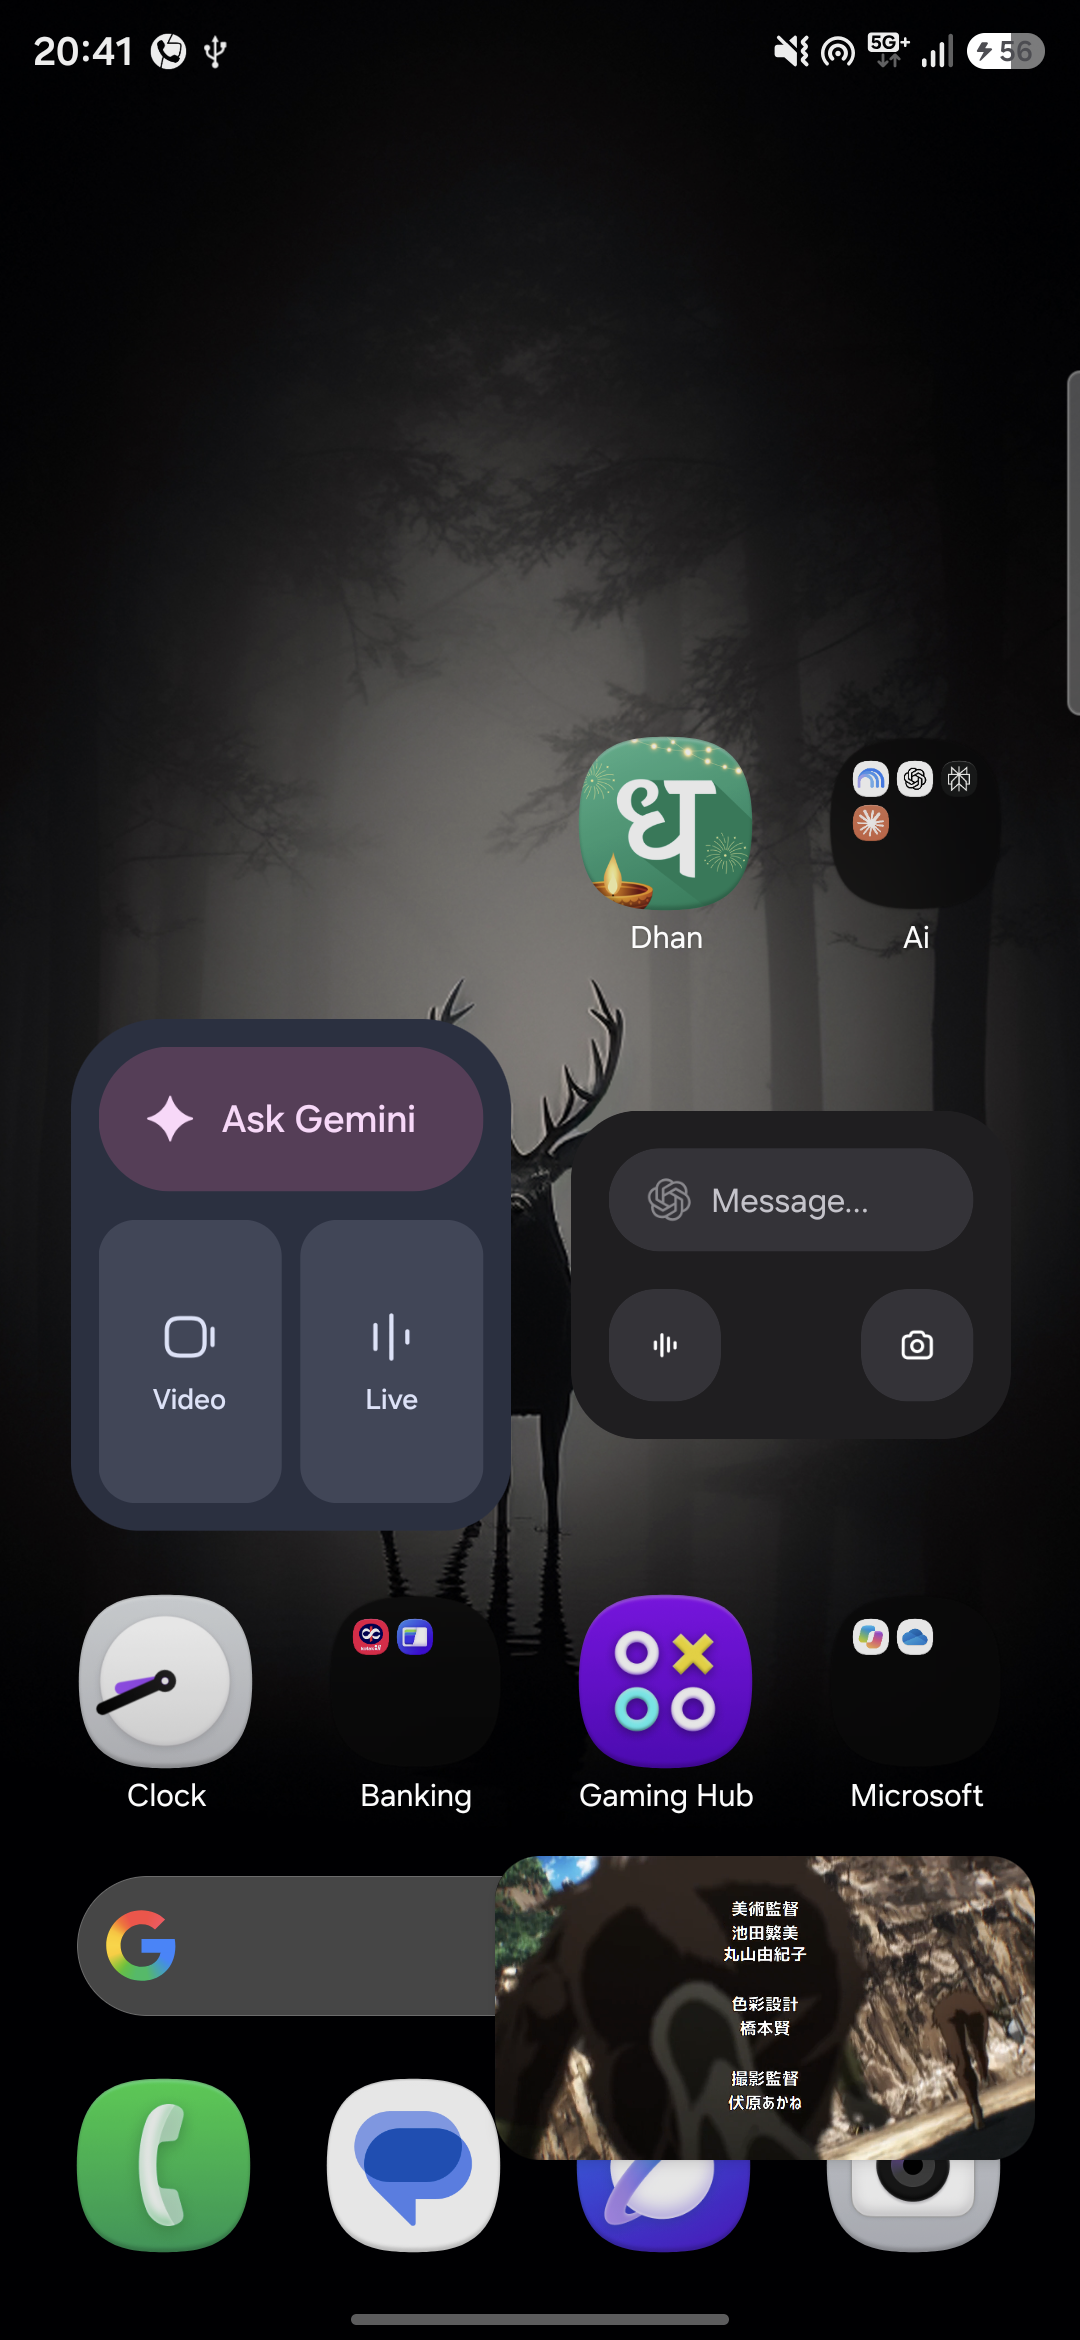 20:41
5G+
56
ध
Dhan
Ai
Ask Gemini
Message...
Video
Live
Clock
Banking
Gaming Hub
Microsoft
美術監督
池田繁美
丸山由紀子
色彩設計
橋本賢
撮影監督
伏原あかね